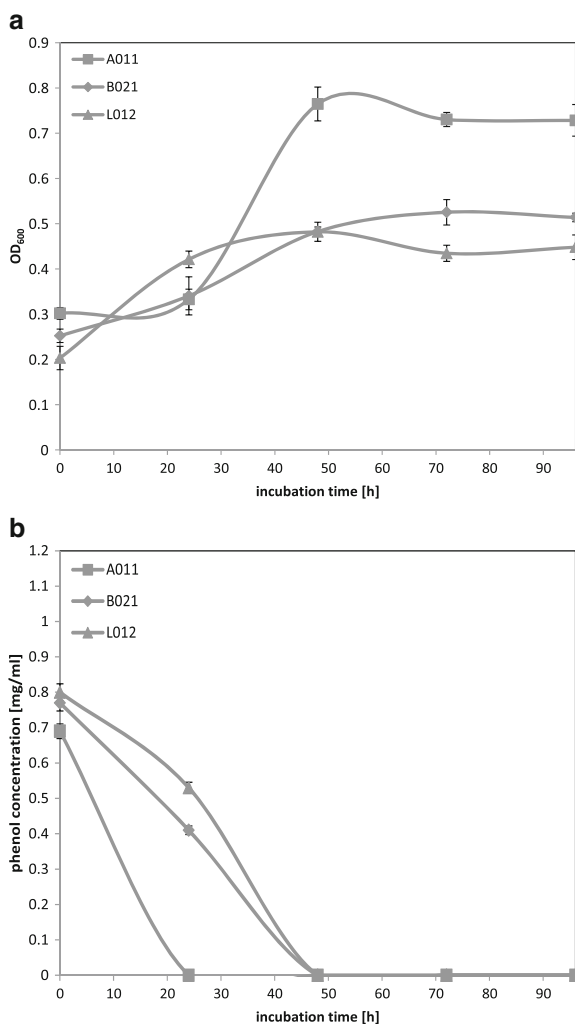 a
0.9
0.8
0.7
0.6
0.5
0.4
0.3
0.2
0.1
0
OD600
A011
B021
L012
0 10 20 30 40 50 60 70 80 90
incubation time [h]
b
1.2
1.1
1
0.9
0.8
0.7
0.6
0.5
0.4
0.3
0.2
0.1
0
phenol concentration [mg/ml]
A011
B021
L012
0 10 20 30 40 50 60 70 80 90
incubation time [h]